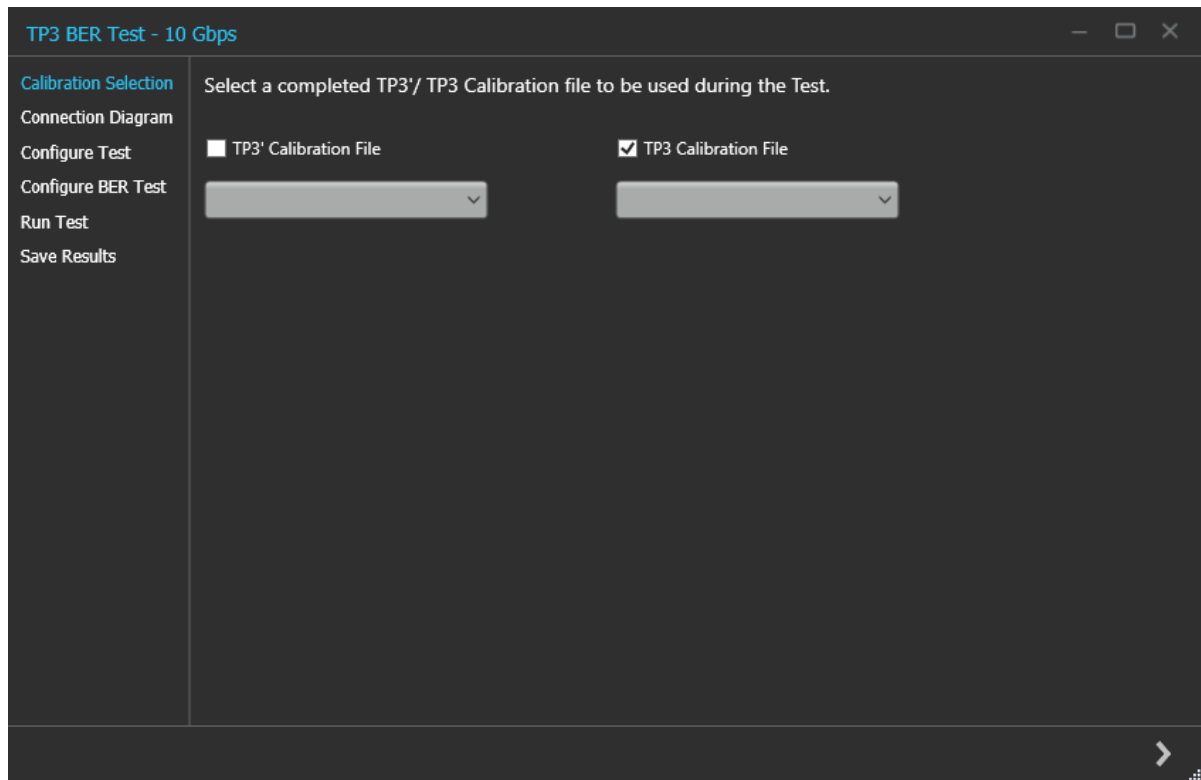 TP3 BER Test - 10 Gbps
Calibration Selection
Connection Diagram
Configure Test
Configure BER Test
Run Test
Save Results
Select a completed TP3'/ TP3 Calibration file to be used during the Test.
TP3' Calibration File
TP3 Calibration File